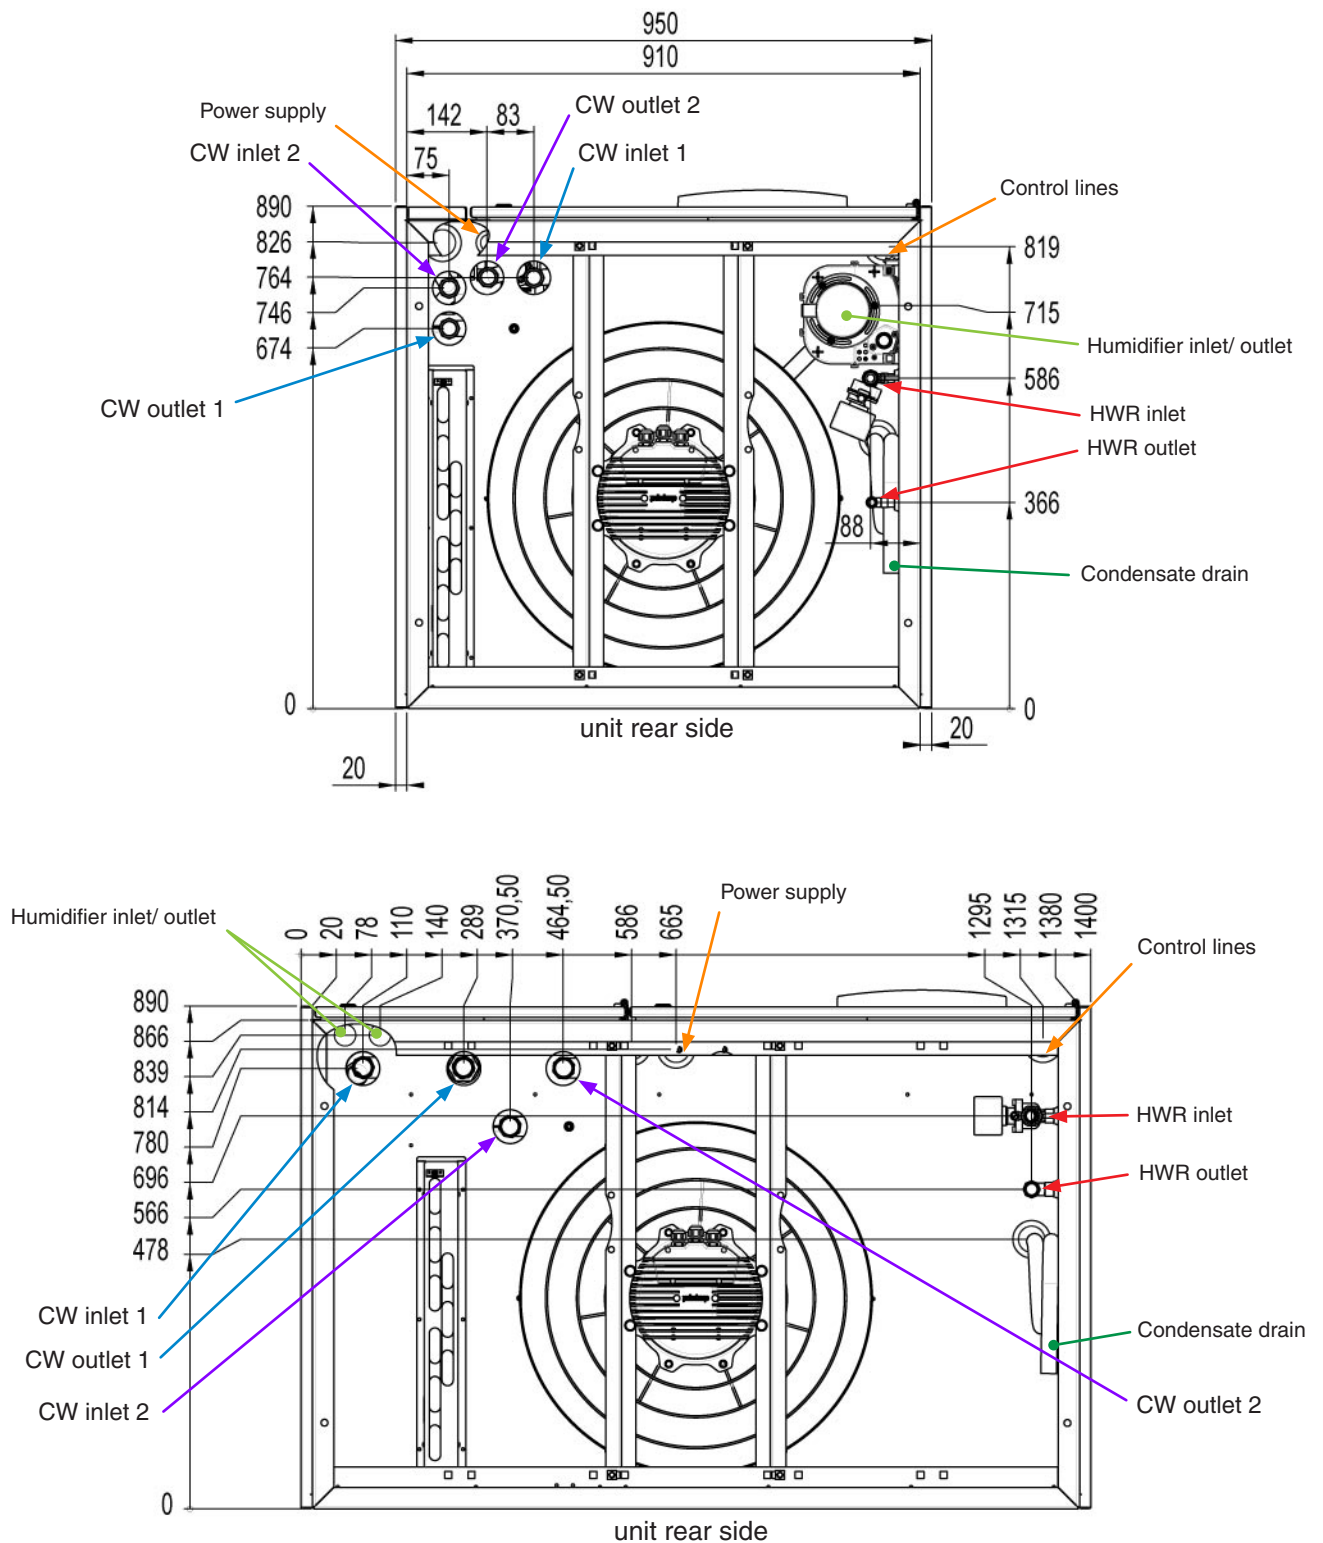 950
910
Power supply
142
83
CW outlet 2
CW inlet 2
75
CW inlet 1
Control lines
890
826
764
746
674
819
715
Humidifier inlet/ outlet
586
CW outlet 1
HWR inlet
HWR outlet
366
88
Condensate drain
0
0
unit rear side
20
20
Humidifier inlet/ outlet
0
20
78
110
140
289
370,50
464,50
586
665
Power supply
1295
1315
1380
1400
Control lines
890
866
839
814
780
696
566
478
HWR inlet
HWR outlet
CW inlet 1
CW outlet 1
CW inlet 2
Condensate drain
CW outlet 2
0
unit rear side